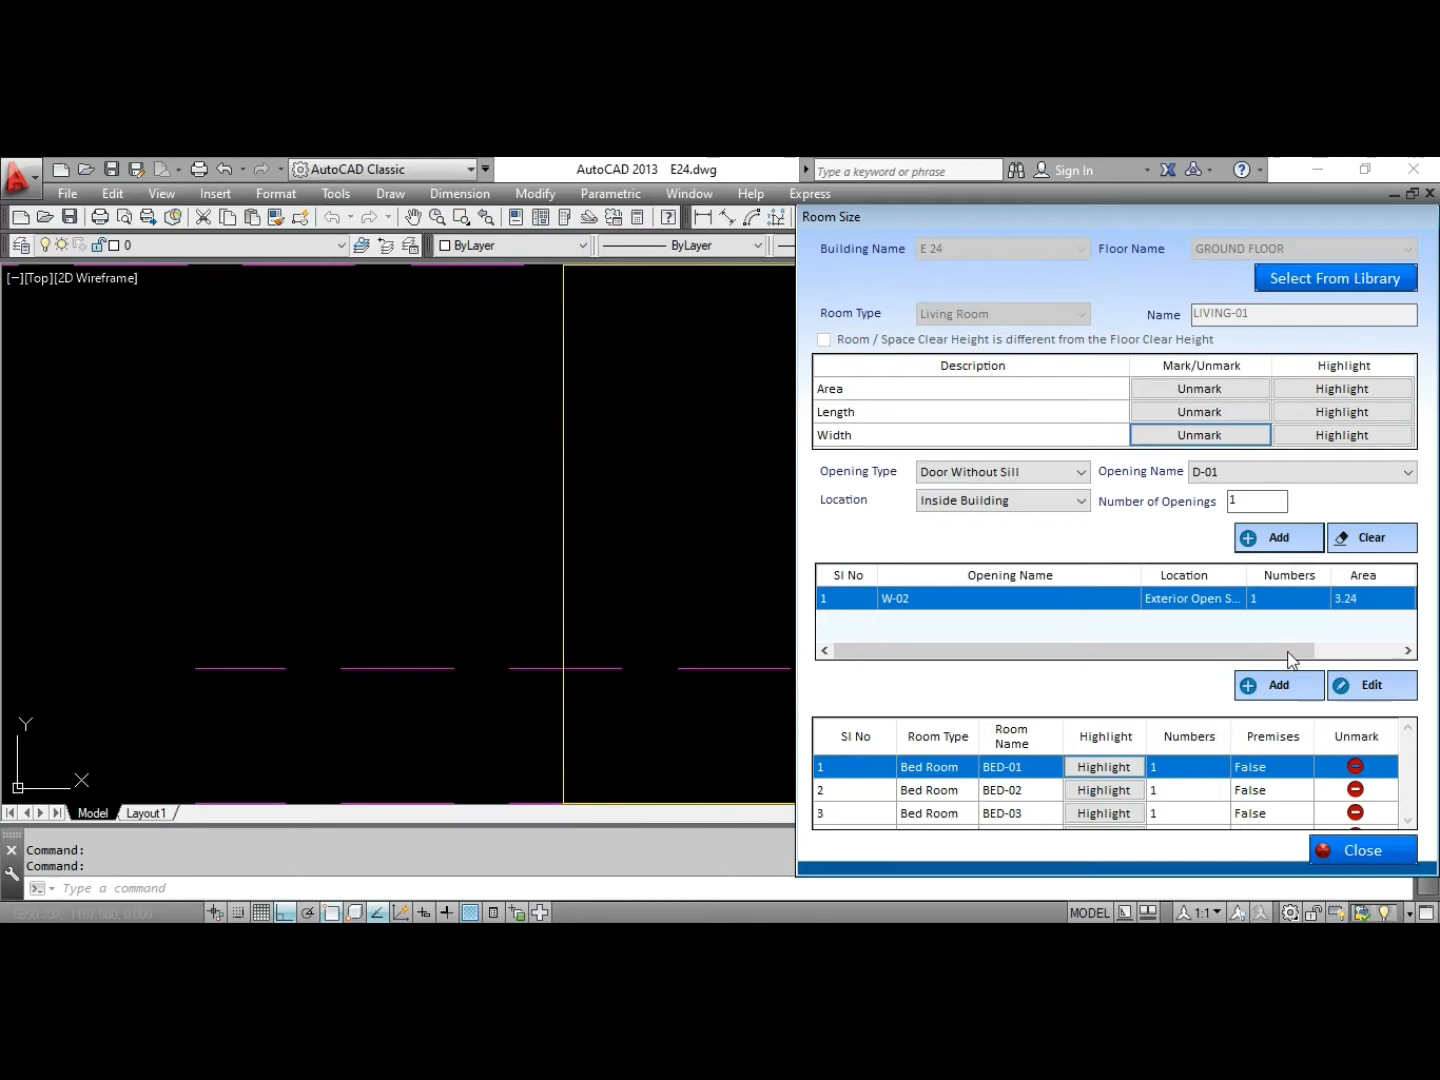 AutoCAD Classic
AutoCAD 2013 E24.dwg
Type a keyword or phrase
Sign In
File Edit View Insert Format Tools Draw Dimension Modify Parametric Window Help Express
0
ByLayer
ByLayer
[−][Top][2D Wireframe]
Y
X
Model Layout1
Command:
Command:
Type a command
MODEL
1:1
Room Size
Building Name E 24 Floor Name GROUND FLOOR
Select From Library
Room Type Living Room Name LIVING-01
Room / Space Clear Height is different from the Floor Clear Height
Description Mark/Unmark Highlight
Area Unmark Highlight
Length Unmark Highlight
Width Unmark Highlight
Opening Type Door Without Sill Opening Name D-01
Location Inside Building Number of Openings 1
Add Clear
Sl No Opening Name Location Numbers Area
1 W-02 Exterior Open S... 1 3.24
Add Edit
Sl No Room Type Room Name Highlight Numbers Premises Unmark
1 Bed Room BED-01 Highlight 1 False
2 Bed Room BED-02 Highlight 1 False
3 Bed Room BED-03 Highlight 1 False
Close